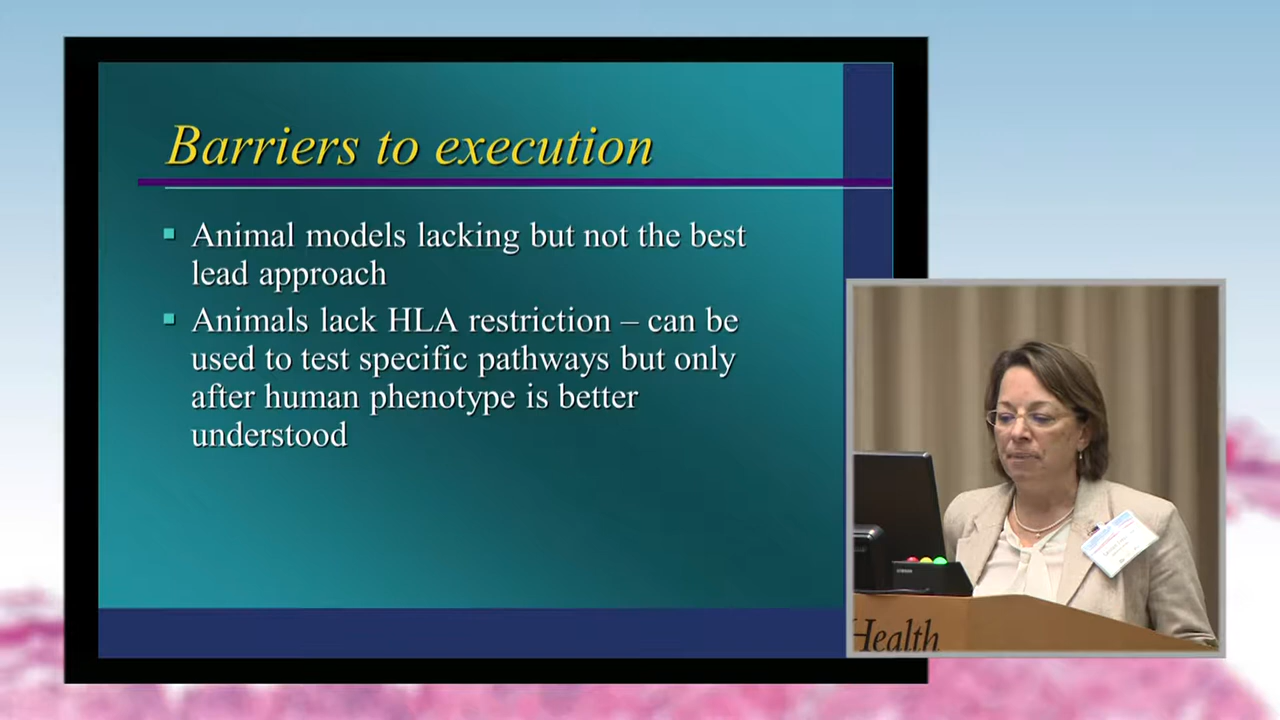 Barriers to execution
▪ Animal models lacking but not the best
lead approach
▪ Animals lack HLA restriction – can be
used to test specific pathways but only
after human phenotype is better
understood
Health